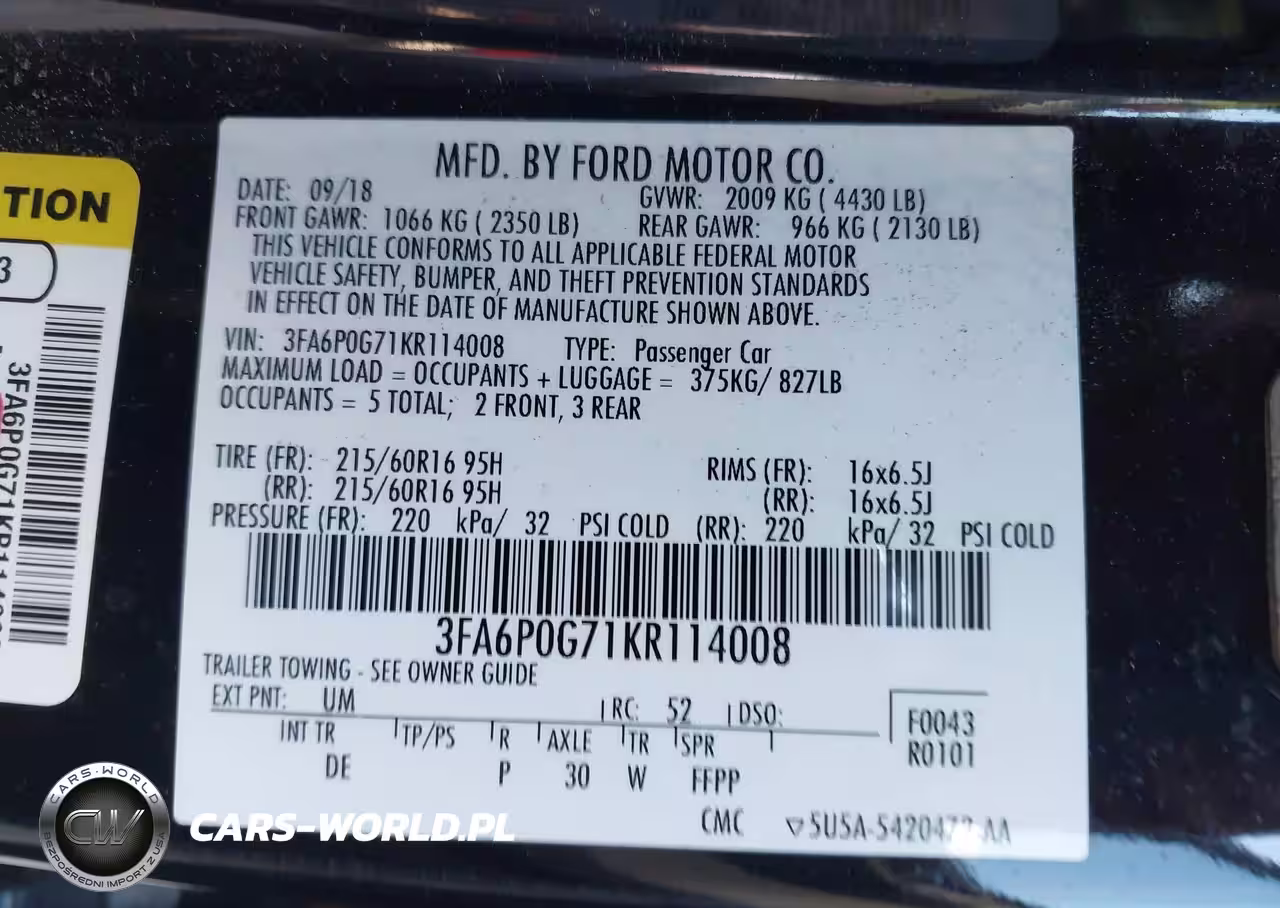 MFD. BY FORD MOTOR CO.
DATE: 09/18 GVWR: 2009 KG ( 4430 LB)
FRONT GAWR: 1066 KG ( 2350 LB) REAR GAWR: 966 KG ( 2130 LB)
THIS VEHICLE CONFORMS TO ALL APPLICABLE FEDERAL MOTOR
VEHICLE SAFETY, BUMPER, AND THEFT PREVENTION STANDARDS
IN EFFECT ON THE DATE OF MANUFACTURE SHOWN ABOVE.
VIN: 3FA6P0G71KR114008 TYPE: Passenger Car
MAXIMUM LOAD = OCCUPANTS + LUGGAGE = 375KG/ 827LB
OCCUPANTS = 5 TOTAL; 2 FRONT, 3 REAR
TIRE (FR): 215/60R16 95H RIMS (FR): 16x6.5J
(RR): 215/60R16 95H (RR): 16x6.5J
PRESSURE (FR): 220 kPa/ 32 PSI COLD (RR): 220 kPa/ 32 PSI COLD
3FA6P0G71KR114008
TRAILER TOWING - SEE OWNER GUIDE
EXT PNT: UM RC: 52 DSO:
F0043
R0101
INT TR TP/PS R AXLE TR SPR
DE P 30 W FFPP
CMC
TION
3
CARS-WORLD
CW
BEZPOŚREDNI IMPORT Z USA
CARS-WORLD.PL